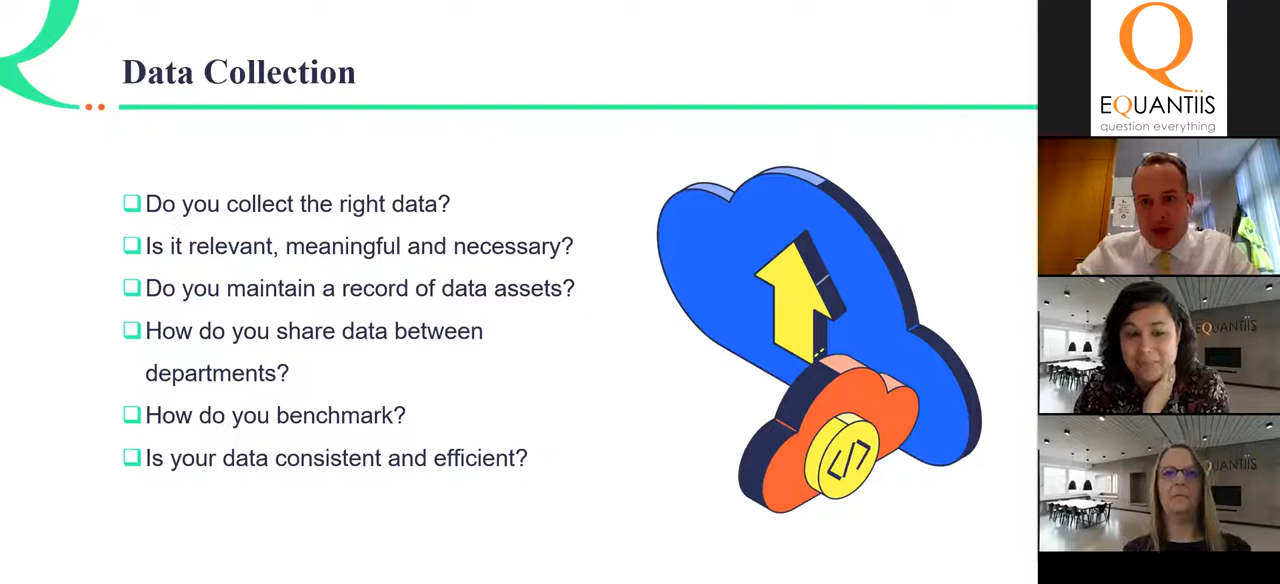 Data Collection
❑Do you collect the right data?
❑Is it relevant, meaningful and necessary?
❑Do you maintain a record of data assets?
❑How do you share data between
departments?
❑How do you benchmark?
❑Is your data consistent and efficient?
EQUANTiiS
question everything
EQUANTiiS
QUANTiiS